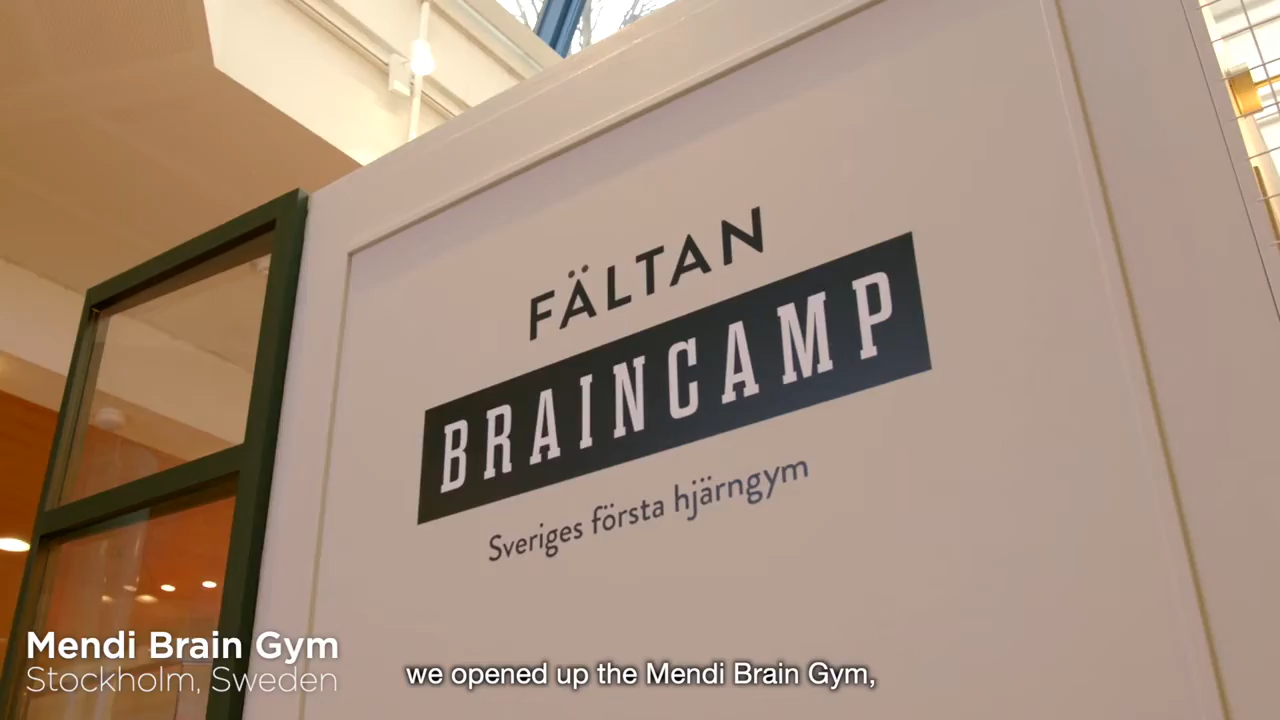 FÄLTAN
BRAINCAMP
Sveriges första hjärngym
Mendi Brain Gym
Stockholm, Sweden
we opened up the Mendi Brain Gym,